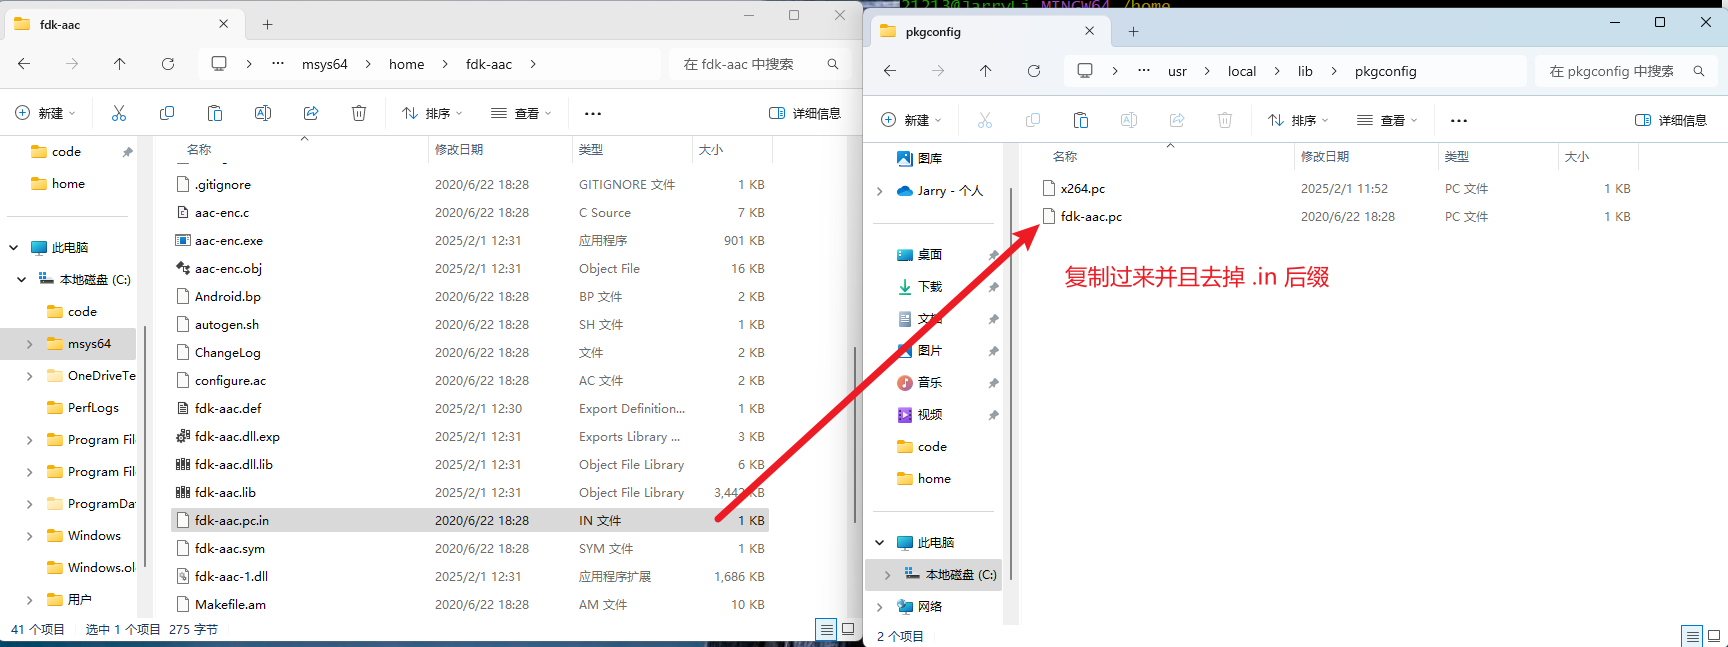 21213@JarryLi MINGW64 /home
fdk-aac
msys64
home
fdk-aac
在 fdk-aac 中搜索
新建
排序
查看
详细信息
code
home
此电脑
本地磁盘 (C:)
code
msys64
OneDriveTe
PerfLogs
Program Fil
Program Fil
ProgramDat
Windows
Windows.ol
用户
名称 修改日期 类型 大小
.gitignore 2020/6/22 18:28 GITIGNORE 文件 1 KB
aac-enc.c 2020/6/22 18:28 C Source 7 KB
aac-enc.exe 2025/2/1 12:31 应用程序 901 KB
aac-enc.obj 2025/2/1 12:31 Object File 16 KB
Android.bp 2020/6/22 18:28 BP 文件 2 KB
autogen.sh 2020/6/22 18:28 SH 文件 1 KB
ChangeLog 2020/6/22 18:28 文件 2 KB
configure.ac 2020/6/22 18:28 AC 文件 2 KB
fdk-aac.def 2025/2/1 12:30 Export Definition... 1 KB
fdk-aac.dll.exp 2025/2/1 12:31 Exports Library ... 3 KB
fdk-aac.dll.lib 2025/2/1 12:31 Object File Library 6 KB
fdk-aac.lib 2025/2/1 12:31 Object File Library 3,442 KB
fdk-aac.pc.in 2020/6/22 18:28 IN 文件 1 KB
fdk-aac.sym 2020/6/22 18:28 SYM 文件 1 KB
fdk-aac-1.dll 2025/2/1 12:31 应用程序扩展 1,686 KB
Makefile.am 2020/6/22 18:28 AM 文件 10 KB
41 个项目 选中 1 个项目 275 字节
pkgconfig
usr
local
lib
pkgconfig
在 pkgconfig 中搜索
新建
排序
查看
详细信息
图库
Jarry - 个人
桌面
下载
文档
图片
音乐
视频
code
home
此电脑
本地磁盘 (C:)
网络
名称 修改日期 类型 大小
x264.pc 2025/2/1 11:52 PC 文件 1 KB
fdk-aac.pc 2020/6/22 18:28 PC 文件 1 KB
复制过来并且去掉 .in 后缀
2 个项目